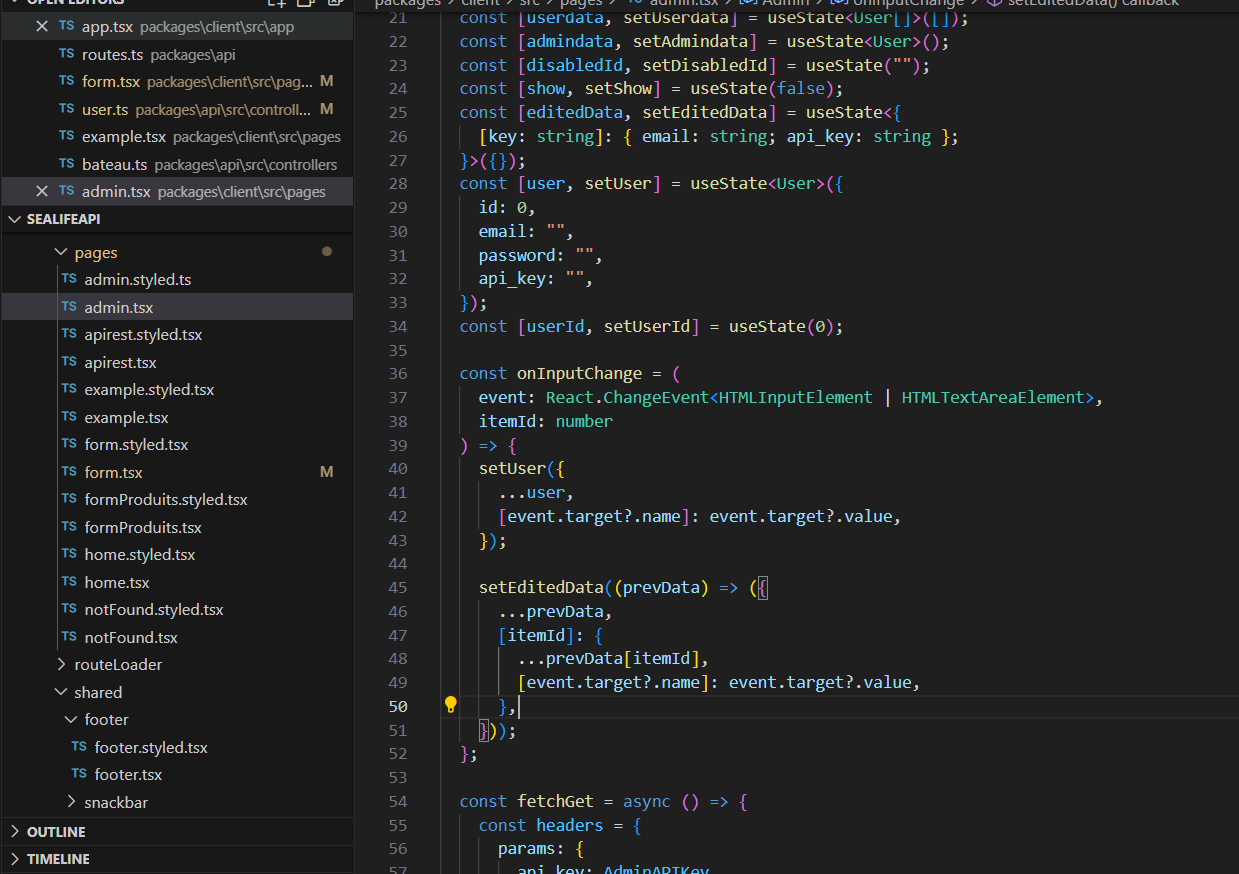 OPEN EDITORS
TS app.tsx packages\client\src\app
TS routes.ts packages\api
TS form.tsx packages\client\src\pag... M
TS user.ts packages\api\src\controll... M
TS example.tsx packages\client\src\pages
TS bateau.ts packages\api\src\controllers
TS admin.tsx packages\client\src\pages
SEALIFEAPI
pages
TS admin.styled.ts
TS admin.tsx
TS apirest.styled.tsx
TS apirest.tsx
TS example.styled.tsx
TS example.tsx
TS form.styled.tsx
TS form.tsx M
TS formProduits.styled.tsx
TS formProduits.tsx
TS home.styled.tsx
TS home.tsx
TS notFound.styled.tsx
TS notFound.tsx
routeLoader
shared
footer
TS footer.styled.tsx
TS footer.tsx
snackbar
OUTLINE
TIMELINE
packages > client > src > pages > TS admin.tsx > Admin > onInputChange > setEditedData() callback
21 const [userdata, setUserdata] = useState<User[]>([]);
22 const [admindata, setAdmindata] = useState<User>();
23 const [disabledId, setDisabledId] = useState("");
24 const [show, setShow] = useState(false);
25 const [editedData, setEditedData] = useState<{
26 [key: string]: { email: string; api_key: string };
27 }>({});
28 const [user, setUser] = useState<User>({
29 id: 0,
30 email: "",
31 password: "",
32 api_key: "",
33 });
34 const [userId, setUserId] = useState(0);
35
36 const onInputChange = (
37 event: React.ChangeEvent<HTMLInputElement | HTMLTextAreaElement>,
38 itemId: number
39 ) => {
40 setUser({
41 ...user,
42 [event.target?.name]: event.target?.value,
43 });
44
45 setEditedData((prevData) => ({
46 ...prevData,
47 [itemId]: {
48 ...prevData[itemId],
49 [event.target?.name]: event.target?.value,
50 },
51 }));
52 };
53
54 const fetchGet = async () => {
55 const headers = {
56 params: {
57 api_key: AdminAPIKey